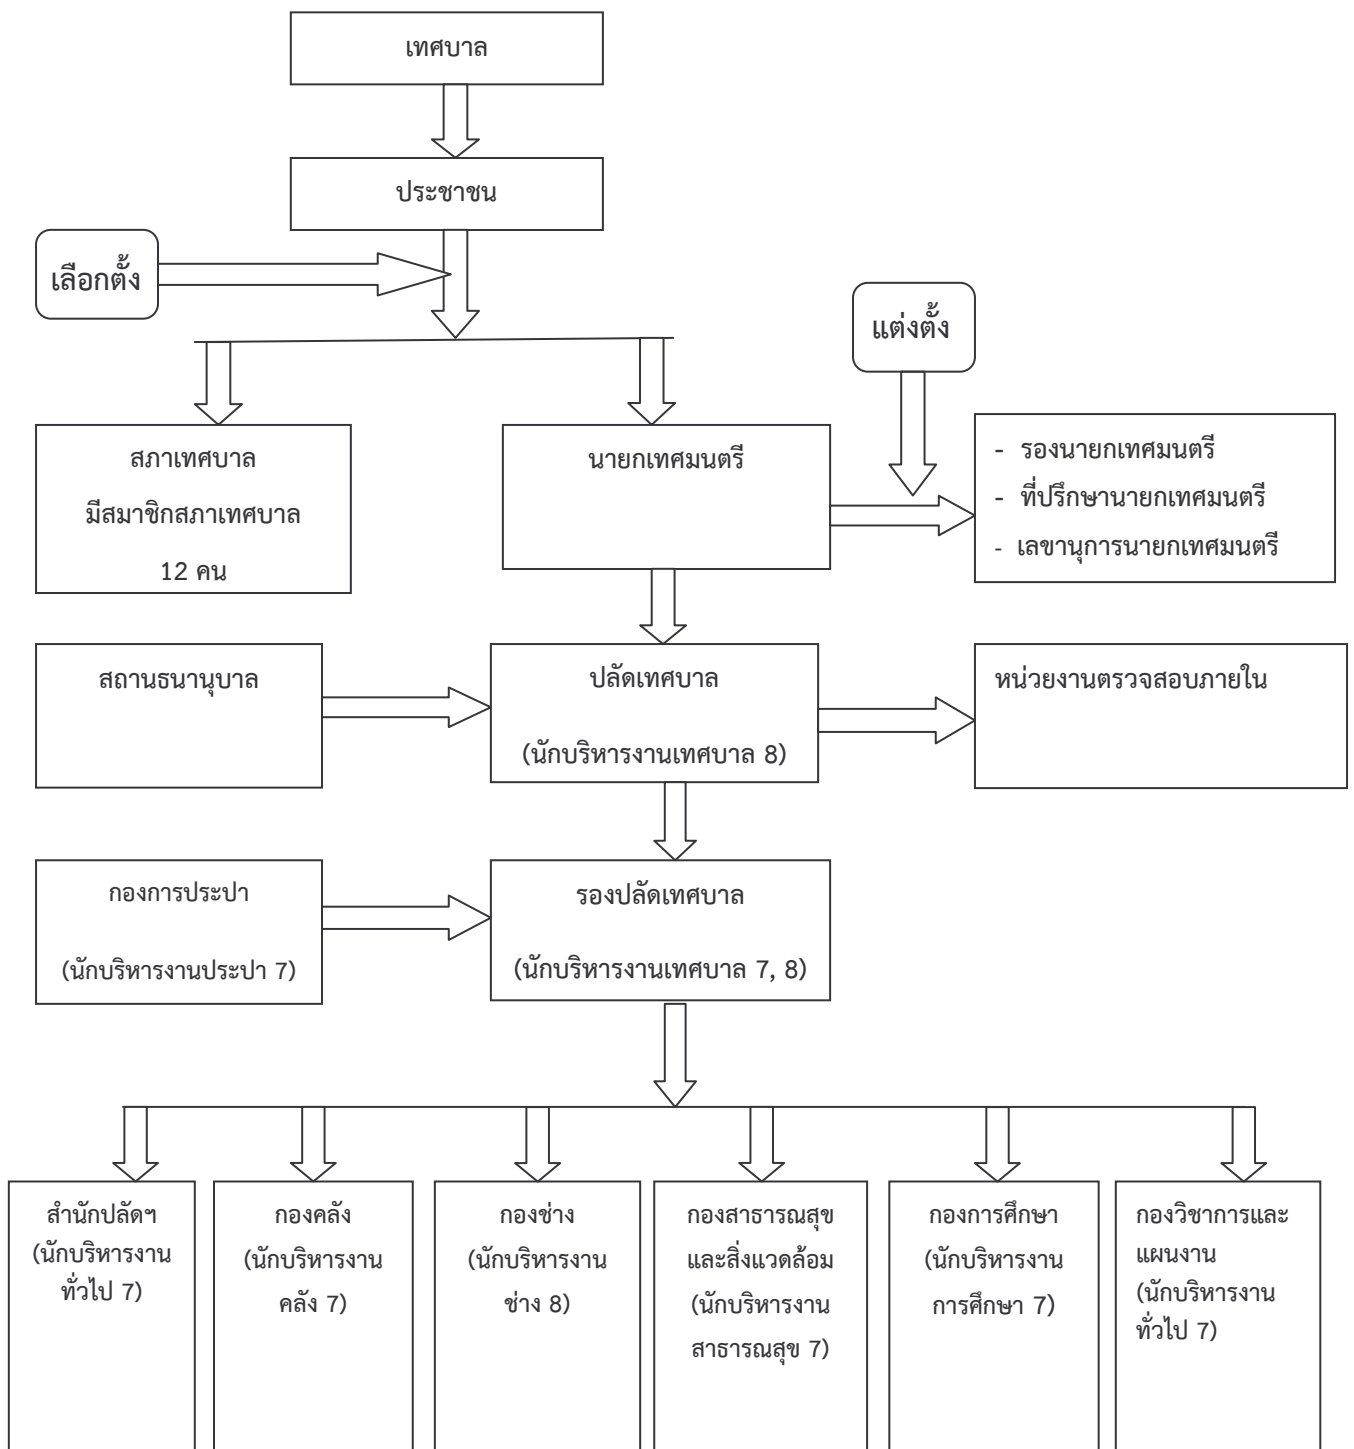 เทศบาล
ประชาชน
เลือกตั้ง
แต่งตั้ง
สภาเทศบาล
มีสมาชิกสภาเทศบาล
12 คน
นายกเทศมนตรี
- รองนายกเทศมนตรี
- ที่ปรึกษานายกเทศมนตรี
- เลขานุการนายกเทศมนตรี
สถานธนานุบาล
ปลัดเทศบาล
(นักบริหารงานเทศบาล 8)
หน่วยงานตรวจสอบภายใน
กองการประปา
(นักบริหารงานประปา 7)
รองปลัดเทศบาล
(นักบริหารงานเทศบาล 7, 8)
สำนักปลัดฯ
(นักบริหารงาน
ทั่วไป 7)
กองคลัง
(นักบริหารงาน
คลัง 7)
กองช่าง
(นักบริหารงาน
ช่าง 8)
กองสาธารณสุข
และสิ่งแวดล้อม
(นักบริหารงาน
สาธารณสุข 7)
กองการศึกษา
(นักบริหารงาน
การศึกษา 7)
กองวิชาการและ
แผนงาน
(นักบริหารงาน
ทั่วไป 7)